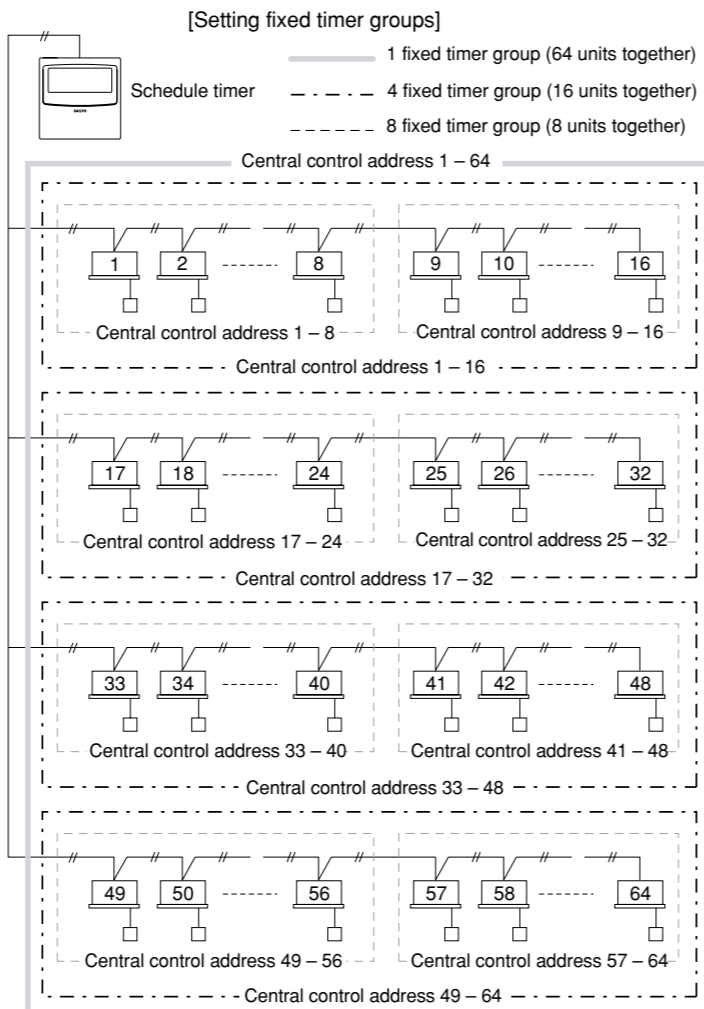 [Setting fixed timer groups]
1 fixed timer group (64 units together)
Schedule timer
4 fixed timer group (16 units together)
8 fixed timer group (8 units together)
Central control address 1 – 64
1 2 8 9 10 16
Central control address 1 – 8 Central control address 9 – 16
Central control address 1 – 16
17 18 24 25 26 32
Central control address 17 – 24 Central control address 25 – 32
Central control address 17 – 32
33 34 40 41 42 48
Central control address 33 – 40 Central control address 41 – 48
Central control address 33 – 48
49 50 56 57 58 64
Central control address 49 – 56 Central control address 57 – 64
Central control address 49 – 64